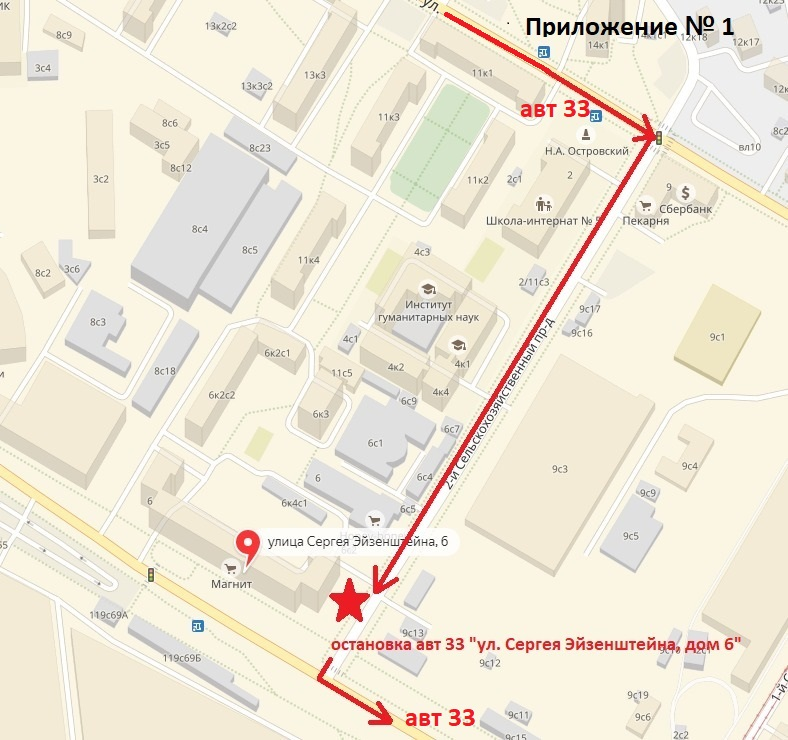 ул.
Приложение № 1
8с9
13к2с2
14к1
12к18
12к17
3с4
13к3
11к1
13к3с2
авт 33
8с6
11к3
3с5
8с23
Н.А. Островский
вл10
8с12
3с2
11к2
2с1
2
9
Сбербанк
Пекарня
8с4
Школа-интернат №
8с5
4с3
8с2
3с6
11к4
2/11с3
Институт
гуманитарных наук
9с17
9с16
8с3
4с1
9с1
6к2с1
4к2
4к1
8с18
11с5
4к4
6к2с2
6с9
6к3
6с7
6с1
2-й Сельскохозяйственный пр-д
9с3
9с4
6
6с4
6
6к4с1
6с5
9с9
улица Сергея Эйзенштейна, 6
9с5
Магнит
119с69А
остановка авт 33 "ул. Сергея Эйзенштейна, дом 6"
9с13
9с12
119с69Б
9с10
1-й С
9с19
9с11
9с6
авт 33
2с2
9с15